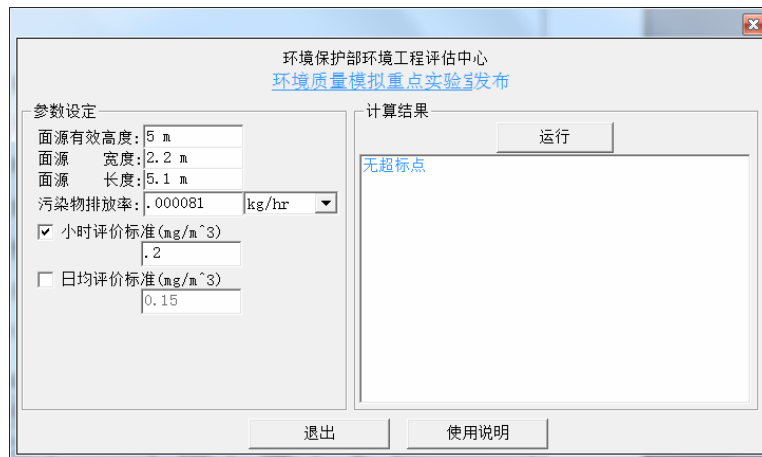 环境保护部环境工程评估中心
环境质量模拟重点实验室发布
参数设定
面源有效高度: 5 m
面源 宽度: 2.2 m
面源 长度: 5.1 m
污染物排放率: .000081 kg/hr
小时评价标准(mg/m^3)
.2
日均评价标准(mg/m^3)
0.15
计算结果
运行
无超标点
退出 使用说明